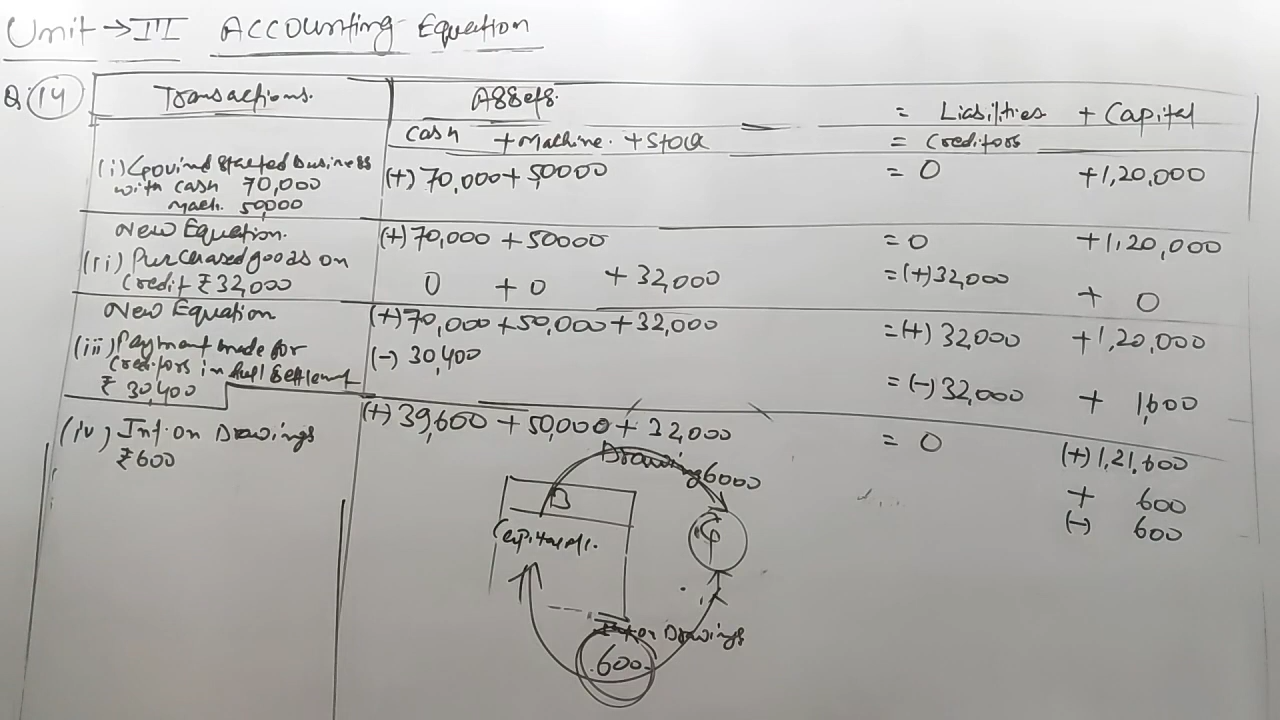 Unit → III Accounting Equation
Q. 14 Transactions. Assets. = Liabilities + Capital
Cash + Machine. + Stock = Creditors
(i) Govind started Business (+) 70,000 + 50000 = 0 +1,20,000
with cash 70,000
Mach. 50,000
New Equation. (+) 70,000 + 50000 = 0 +1,20,000
(ii) Purchased goods on
Credit ₹ 32,000 0 + 0 + 32,000 = (+) 32,000 + 0
New Equation (+) 70,000 + 50,000 + 32,000 = (+) 32,000 +1,20,000
(iii) Payment made for (-) 30,400
Creditors in full Settlement = (-) 32,000 + 1,600
₹ 30,400
(+) 39,600 + 50,000 + 32,000 = 0 (+) 1,21,600
(iv) Int. on Drawings
₹ 600
+ 600
(-) 600
Drawing 6000
B
Capital A/c.
G
Int on Drawings
600